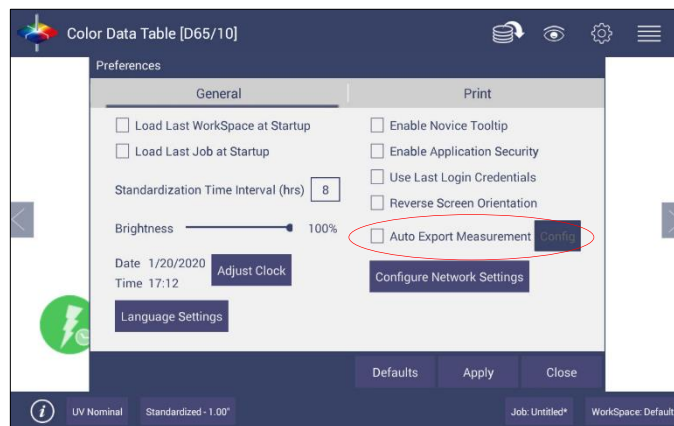 Color Data Table [D65/10]
Preferences
General
Print
Load Last WorkSpace at Startup
Load Last Job at Startup
Standardization Time Interval (hrs) 8
Brightness 100%
Date 1/20/2020
Time 17:12
Adjust Clock
Language Settings
Enable Novice Tooltip
Enable Application Security
Use Last Login Credentials
Reverse Screen Orientation
Auto Export Measurement Config
Configure Network Settings
Defaults Apply Close
i UV Nominal Standardized - 1.00" Job: Untitled* WorkSpace: Default